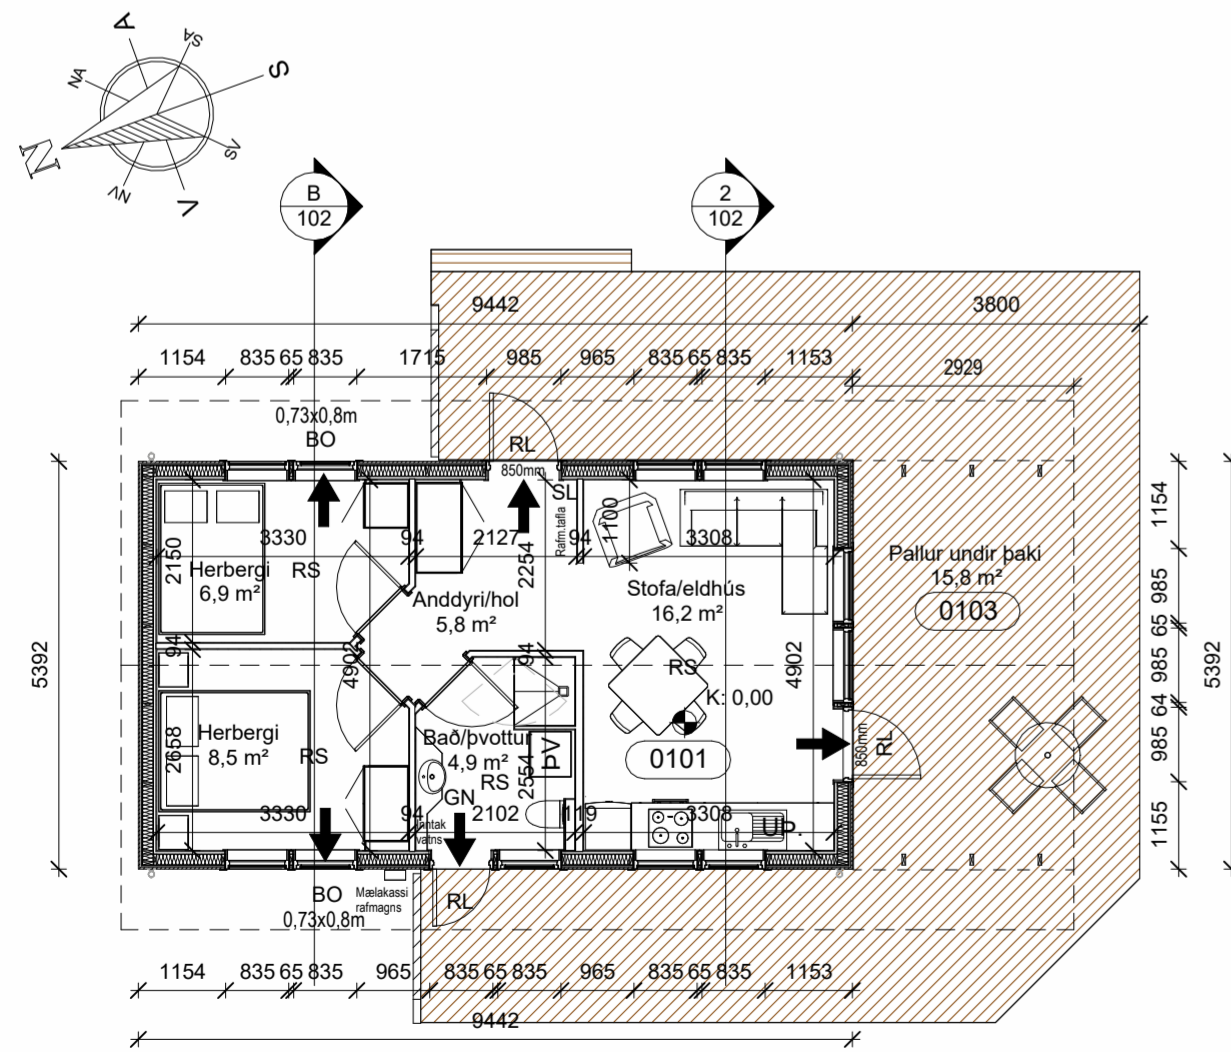 A
SA
NA
S
N
SV
NV
V
B
102
2
102
9442
3800
1154
835
65
835
1715
985
965
835
65
835
1153
2929
0,73x0,8m
BO
RL
850mm
SL
Rafm.tafla
3330
94
2127
94
1100
3308
2150
Herbergi
6,9 m²
RS
2254
Anddyri/hol
5,8 m²
Stofa/eldhús
16,2 m²
Pallur undir þaki
15,8 m²
0103
94
4902
94
RS
4902
K: 0,00
5392
1154
985
65
985
64
985
1155
5392
Herbergi
8,5 m²
2658
RS
Bað/þvottur
4,9 m²
RS
2554
ÞV
0101
850mm
RL
GN
3330
94
2102
119
3308
UÞ.
Inntak
vatns
BO
0,73x0,8m
Mælakassi
rafmagns
RL
1154
835
65
835
965
835
65
835
965
835
65
835
1153
9442